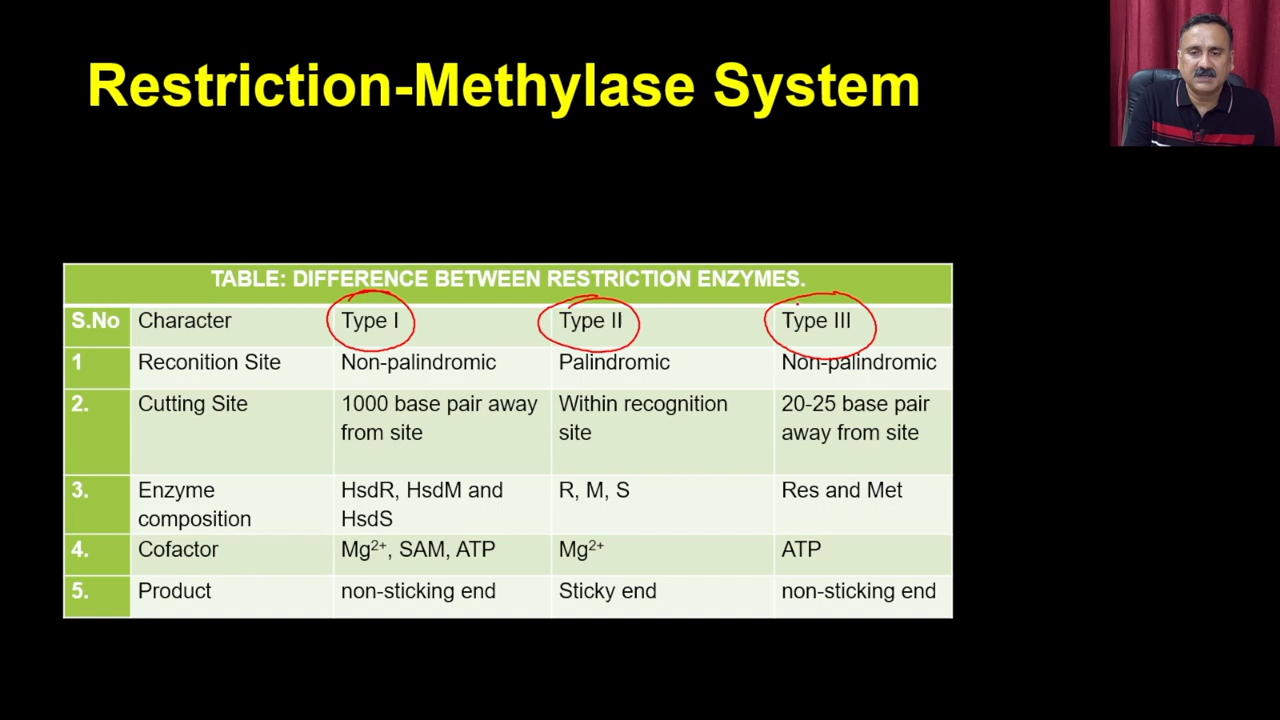 Restriction-Methylase System
TABLE: DIFFERENCE BETWEEN RESTRICTION ENZYMES.
S.No Character Type I Type II Type III
1 Reconition Site Non-palindromic Palindromic Non-palindromic
2. Cutting Site 1000 base pair away Within recognition 20-25 base pair
from site site away from site
3. Enzyme HsdR, HsdM and R, M, S Res and Met
composition HsdS
4. Cofactor Mg²⁺, SAM, ATP Mg²⁺ ATP
5. Product non-sticking end Sticky end non-sticking end